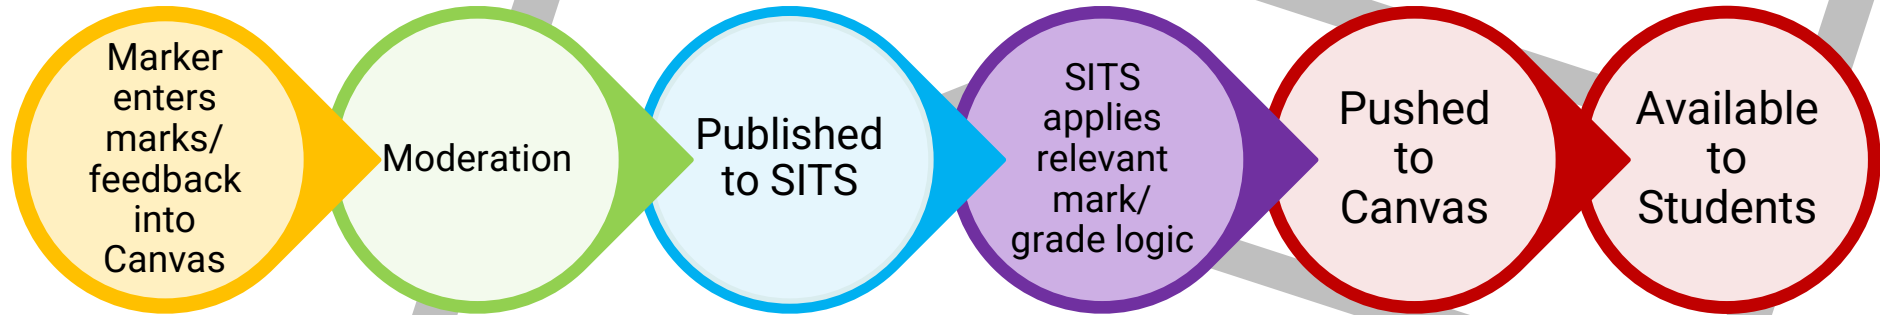 Marker
enters
marks/
feedback
into
Canvas
Moderation
Published
to SITS
SITS
applies
relevant
mark/
grade logic
Pushed
to
Canvas
Available
to
Students